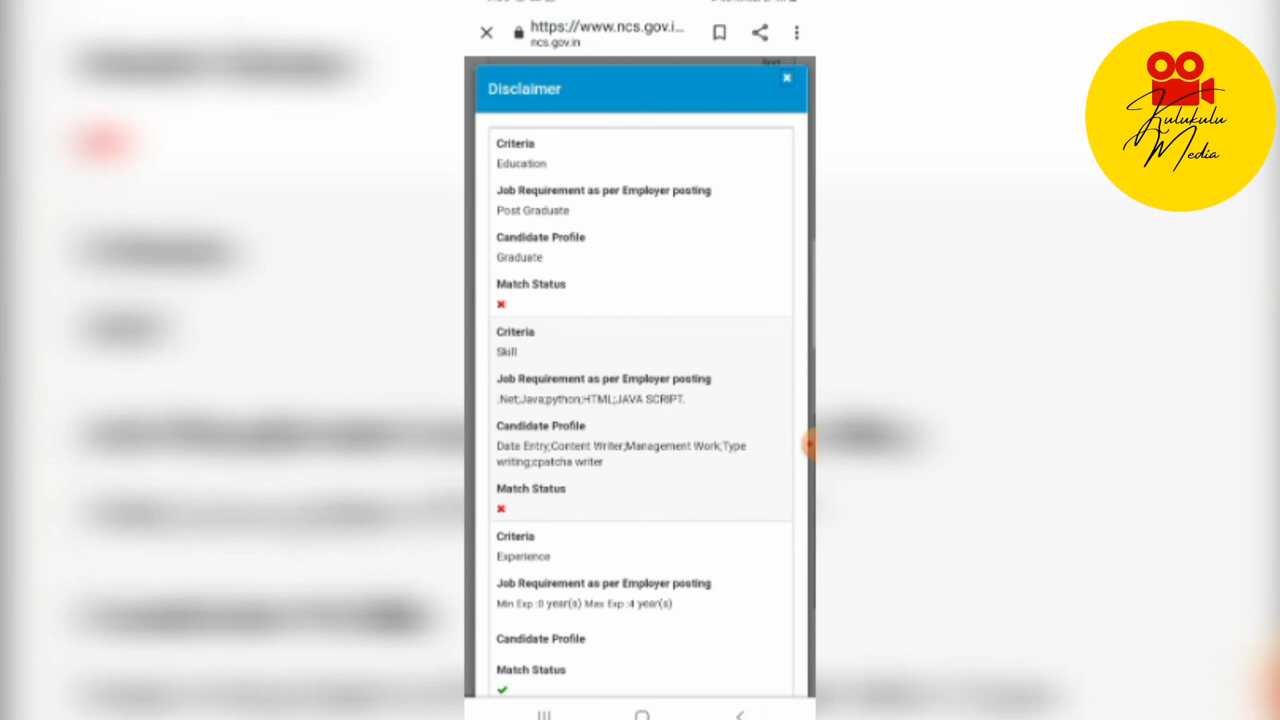 https://www.ncs.gov.i...
ncs.gov.in
Disclaimer
Criteria
Education
Job Requirement as per Employer posting
Post Graduate
Candidate Profile
Graduate
Match Status
Criteria
Skill
Job Requirement as per Employer posting
.Net;Java;python;HTML;JAVA SCRIPT.
Candidate Profile
Data Entry;Content Writer;Management Work;Type
writing;cpatcha writer
Match Status
Criteria
Experience
Job Requirement as per Employer posting
Min Exp :0 year(s) Max Exp :4 year(s)
Candidate Profile
Match Status
Kulukulu
Media